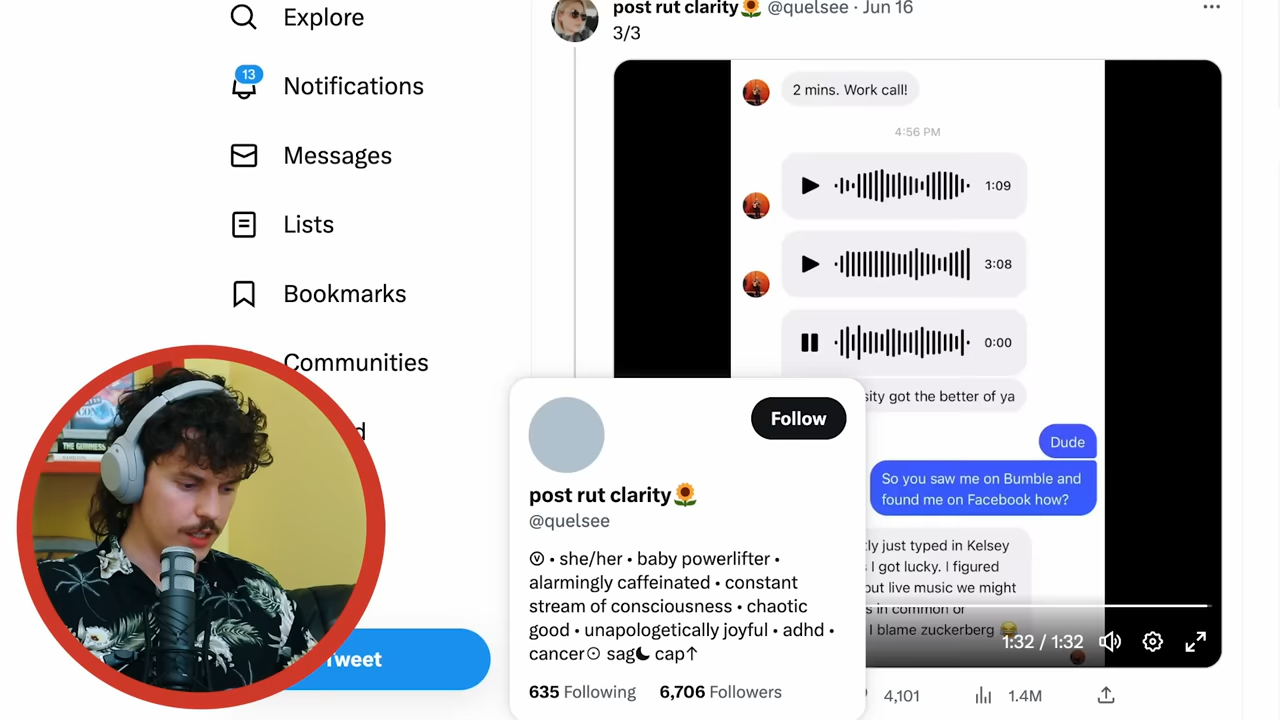 Explore
13
Notifications
Messages
Lists
Bookmarks
Communities
d
Tweet
THE GUINNESS
post rut clarity🌻 @quelsee · Jun 16
3/3
2 mins. Work call!
4:56 PM
1:09
3:08
0:00
sity got the better of ya
Dude
So you saw me on Bumble and
found me on Facebook how?
tly just typed in Kelsey
I got lucky. I figured
out live music we might
s in common or
I blame zuckerberg 😂
1:32 / 1:32
4,101
1.4M
Follow
post rut clarity🌻
@quelsee
Ⓥ • she/her • baby powerlifter •
alarmingly caffeinated • constant
stream of consciousness • chaotic
good • unapologetically joyful • adhd •
cancer☉ sag☾ cap↑
635 Following 6,706 Followers